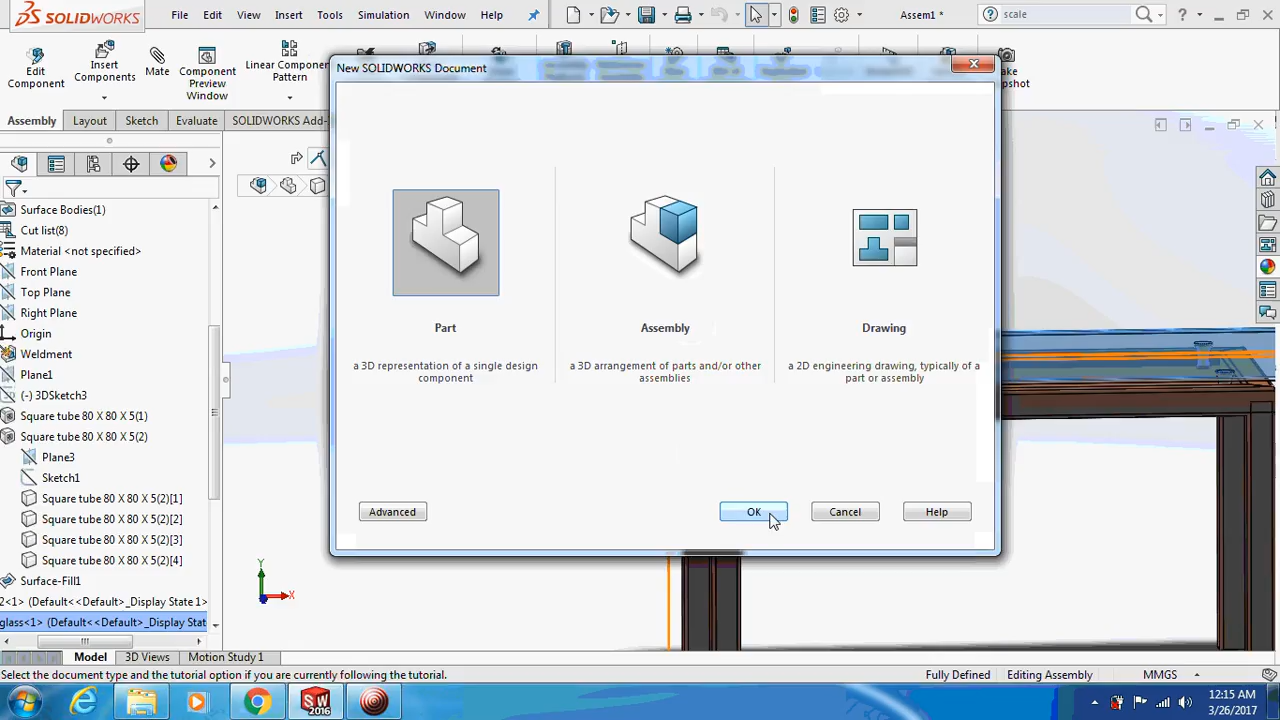 SOLIDWORKS
File Edit View Insert Tools Simulation Window Help
Assem1 *
scale
Edit Component
Insert Components
Mate
Component Preview Window
Linear Component Pattern
Assembly Layout Sketch Evaluate SOLIDWORKS Add-
New SOLIDWORKS Document
Part
a 3D representation of a single design
component
Assembly
a 3D arrangement of parts and/or other
assemblies
Drawing
a 2D engineering drawing, typically of a
part or assembly
Advanced
OK
Cancel
Help
Surface Bodies(1)
Cut list(8)
Material <not specified>
Front Plane
Top Plane
Right Plane
Origin
Weldment
Plane1
(-) 3DSketch3
Square tube 80 X 80 X 5(1)
Square tube 80 X 80 X 5(2)
Plane3
Sketch1
Square tube 80 X 80 X 5(2)[1]
Square tube 80 X 80 X 5(2)[2]
Square tube 80 X 80 X 5(2)[3]
Square tube 80 X 80 X 5(2)[4]
Surface-Fill1
2<1> (Default<<Default>_Display State 1>
glass<1> (Default<<Default>_Display Stat
Y
X
Model 3D Views Motion Study 1
Select the document type and the tutorial option if you are currently following the tutorial.
Fully Defined Editing Assembly MMGS
SW
2016
12:15 AM
3/26/2017